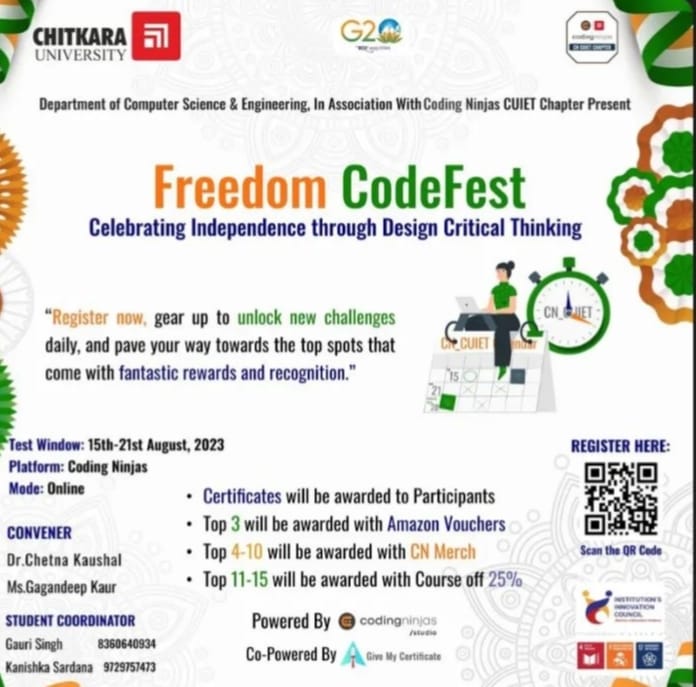 CHITKARA
UNIVERSITY
G20
coding ninjas
CN CUIET CHAPTER
Department of Computer Science & Engineering, In Association With Coding Ninjas CUIET Chapter Present
Freedom CodeFest
Celebrating Independence through Design Critical Thinking
“Register now, gear up to unlock new challenges
daily, and pave your way towards the top spots that
come with fantastic rewards and recognition.”
CN_CUIET
CN_CUIET
15
21
Test Window: 15th-21st August, 2023
Platform: Coding Ninjas
Mode: Online
• Certificates will be awarded to Participants
• Top 3 will be awarded with Amazon Vouchers
• Top 4-10 will be awarded with CN Merch
• Top 11-15 will be awarded with Course off 25%
REGISTER HERE:
Scan the QR Code
CONVENER
Dr.Chetna Kaushal
Ms.Gagandeep Kaur
STUDENT COORDINATOR
Gauri Singh 8360640934
Kanishka Sardana 9729757473
Powered By codingninjas
/studio
Co-Powered By Give My Certificate
INSTITUTION'S
INNOVATION
COUNCIL